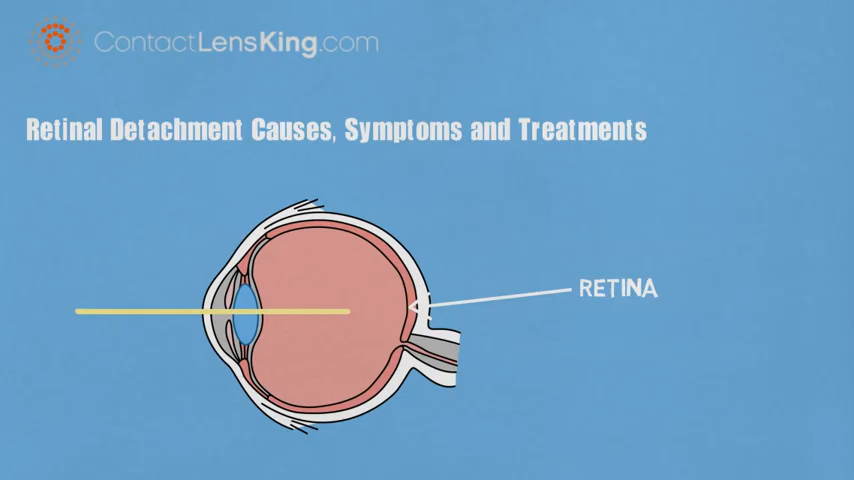 ContactLensKing.com
Retinal Detachment Causes, Symptoms and Treatments
RETINA